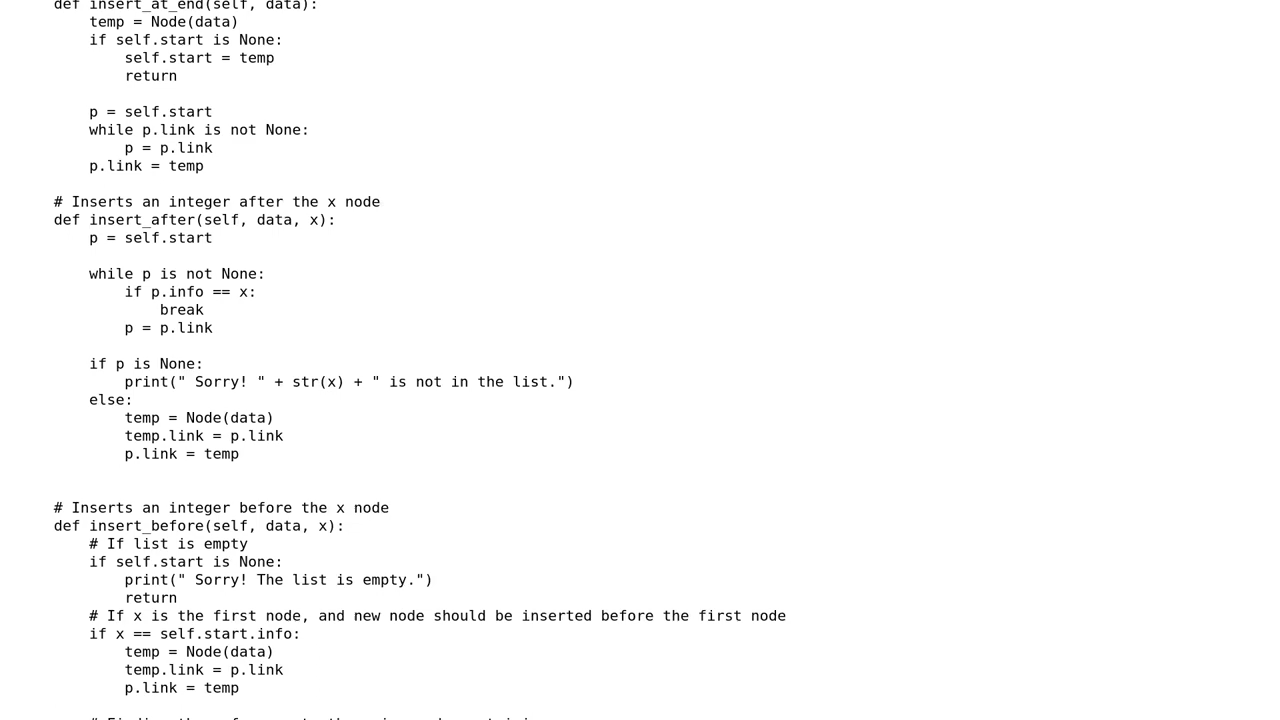 def insert_at_end(self, data):
temp = Node(data)
if self.start is None:
self.start = temp
return
p = self.start
while p.link is not None:
p = p.link
p.link = temp
# Inserts an integer after the x node
def insert_after(self, data, x):
p = self.start
while p is not None:
if p.info == x:
break
p = p.link
if p is None:
print(" Sorry! " + str(x) + " is not in the list.")
else:
temp = Node(data)
temp.link = p.link
p.link = temp
# Inserts an integer before the x node
def insert_before(self, data, x):
# If list is empty
if self.start is None:
print(" Sorry! The list is empty.")
return
# If x is the first node, and new node should be inserted before the first node
if x == self.start.info:
temp = Node(data)
temp.link = p.link
p.link = temp